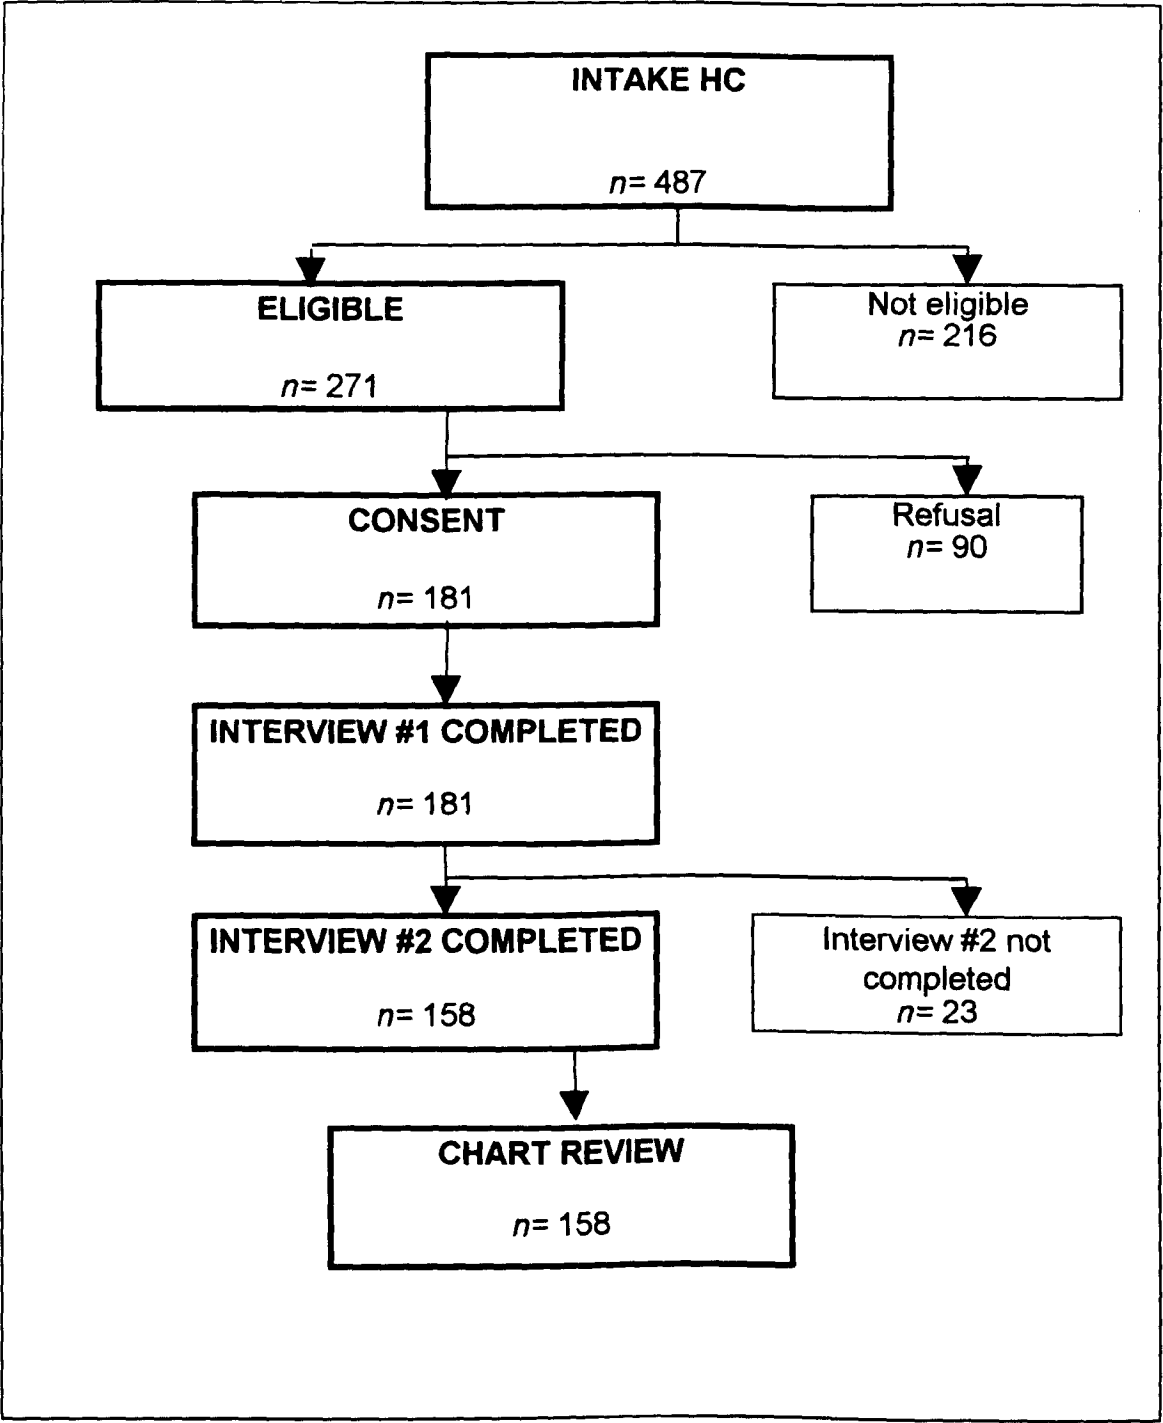 INTAKE HC
n= 487
ELIGIBLE
n= 271
Not eligible
n= 216
CONSENT
n= 181
Refusal
n= 90
INTERVIEW #1 COMPLETED
n= 181
INTERVIEW #2 COMPLETED
n= 158
Interview #2 not
completed
n= 23
CHART REVIEW
n= 158